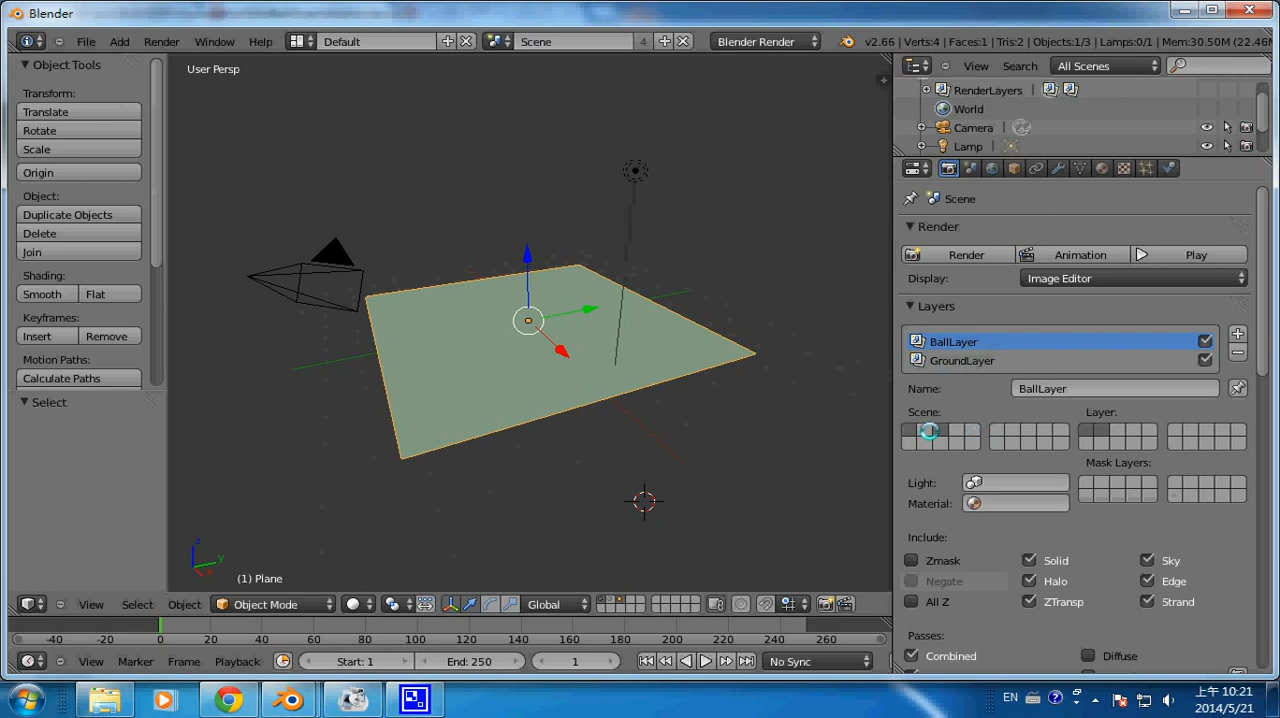 Blender
File Add Render Window Help Default Scene 4 Blender Render v2.66 | Verts:4 | Faces:1 | Tris:2 | Objects:1/3 | Lamps:0/1 | Mem:30.50M (22.46M
Object Tools
Transform:
Translate
Rotate
Scale
Origin
Object:
Duplicate Objects
Delete
Join
Shading:
Smooth Flat
Keyframes:
Insert Remove
Motion Paths:
Calculate Paths
Select
User Persp
z
y
x
(1) Plane
View Search All Scenes
RenderLayers
World
Camera
Lamp
Scene
Render
Render Animation Play
Display: Image Editor
Layers
BallLayer
GroundLayer
Name: BallLayer
Scene: Layer:
Mask Layers:
Light:
Material:
Include:
Zmask Solid Sky
Negate Halo Edge
All Z ZTransp Strand
Passes:
Combined Diffuse
View Select Object Object Mode Global
-40 -20 0 20 40 60 80 100 120 140 160 180 200 220 240 260
View Marker Frame Playback Start: 1 End: 250 1 No Sync
EN 上午 10:21
2014/5/21